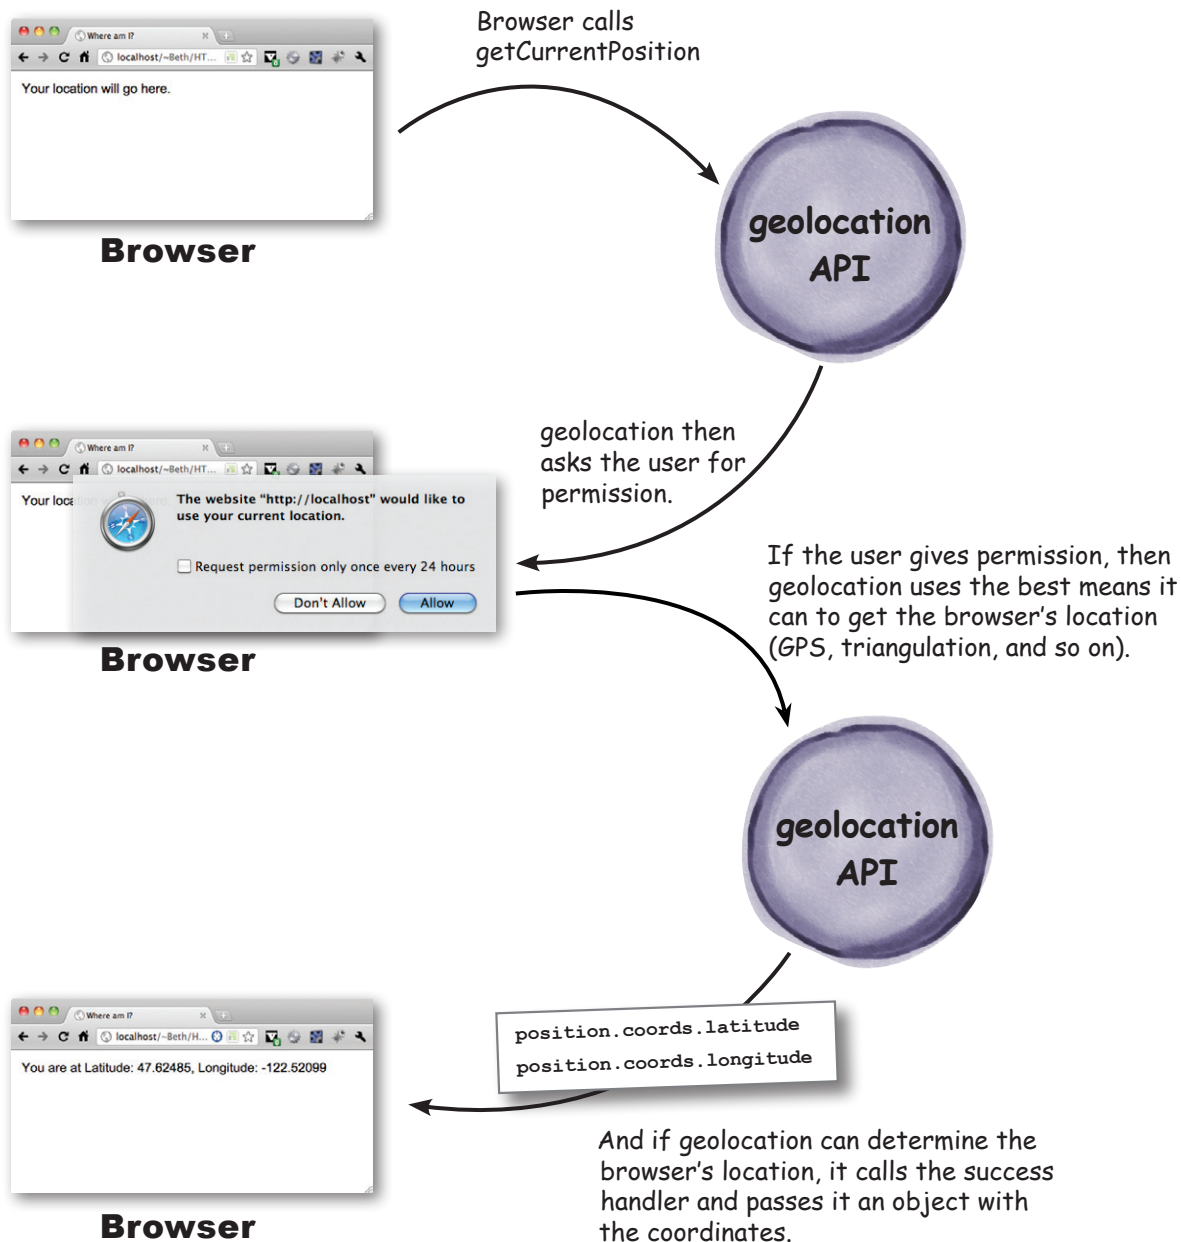 Browser calls
getCurrentPosition
Where am I?
localhost/~Beth/HT...
Your location will go here.
geolocation
API
Browser
geolocation then
asks the user for
permission.
Where am I?
localhost/~Beth/HT...
Your loca
The website "http://localhost" would like to
use your current location.
Request permission only once every 24 hours
Don't Allow Allow
Browser
If the user gives permission, then
geolocation uses the best means it
can to get the browser's location
(GPS, triangulation, and so on).
geolocation
API
Where am I?
localhost/~Beth/H...
You are at Latitude: 47.62485, Longitude: -122.52099
position.coords.latitude
position.coords.longitude
Browser
And if geolocation can determine the
browser's location, it calls the success
handler and passes it an object with
the coordinates.